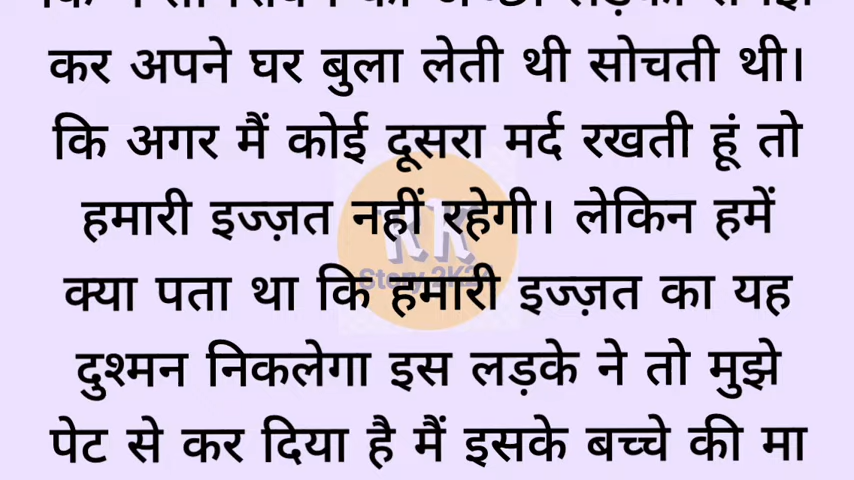 कर अपने घर बुला लेती थी सोचती थी।
कि अगर मैं कोई दूसरा मर्द रखती हूं तो
हमारी इज्ज़त नहीं रहेगी। लेकिन हमें
क्या पता था कि हमारी इज्ज़त का यह
दुश्मन निकलेगा इस लड़के ने तो मुझे
पेट से कर दिया है मैं इसके बच्चे की मा
KK